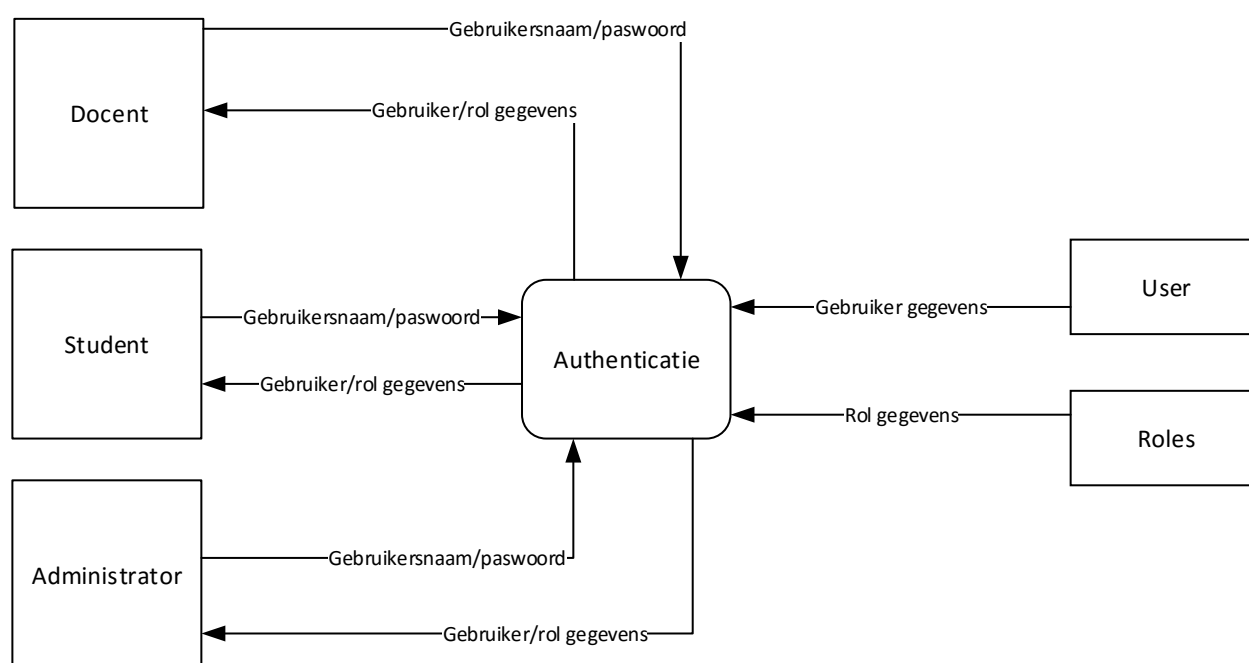 Gebruikersnaam/paswoord
Docent
Gebruiker/rol gegevens
User
Gebruikersnaam/paswoord
Gebruiker gegevens
Student
Authenticatie
Gebruiker/rol gegevens
Rol gegevens
Roles
Gebruikersnaam/paswoord
Administrator
Gebruiker/rol gegevens